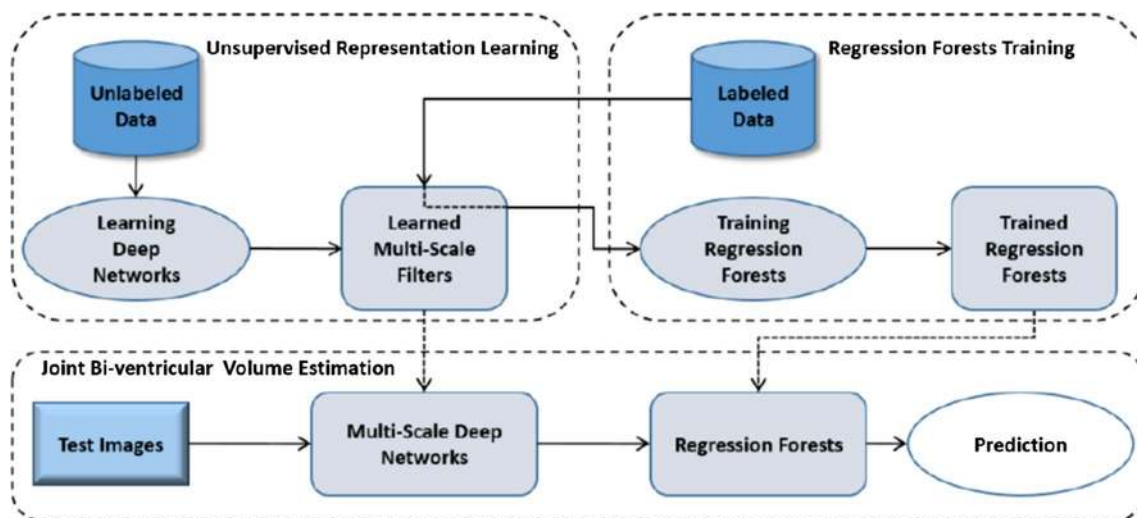 Unsupervised Representation Learning
Unlabeled
Data
Learning
Deep
Networks
Learned
Multi-Scale
Filters
Regression Forests Training
Labeled
Data
Training
Regression
Forests
Trained
Regression
Forests
Joint Bi-ventricular Volume Estimation
Test Images
Multi-Scale Deep
Networks
Regression Forests
Prediction